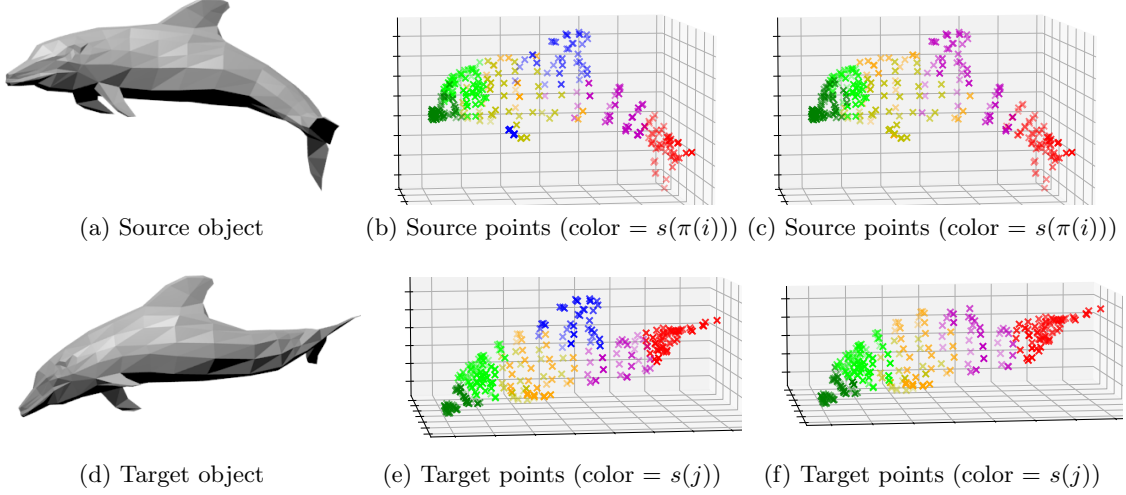 (a) Source object
(b) Source points (color = s(π(i)))
(c) Source points (color = s(π(i)))
(d) Target object
(e) Target points (color = s(j))
(f) Target points (color = s(j))